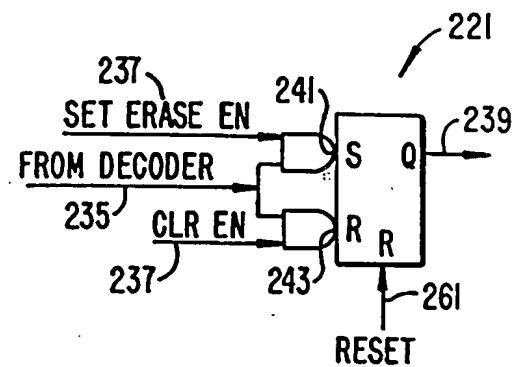 221
237
241
239
SET ERASE EN
S
Q
FROM DECODER
235
CLR EN
R
R
237
243
261
RESET